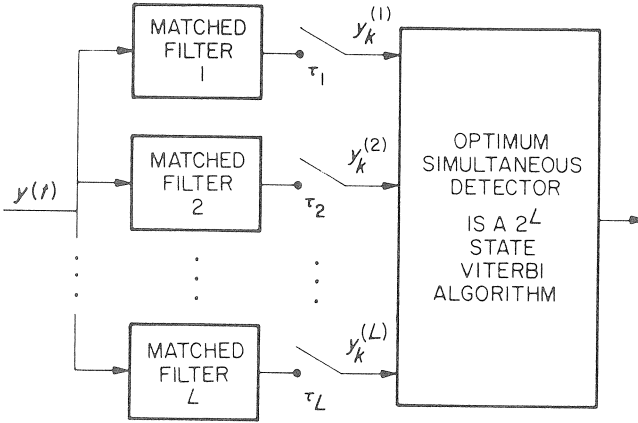 y(t)
MATCHED
FILTER
1
τ1
yk(1)
MATCHED
FILTER
2
τ2
yk(2)
MATCHED
FILTER
L
τL
yk(L)
OPTIMUM
SIMULTANEOUS
DETECTOR
IS A 2^L
STATE
VITERBI
ALGORITHM